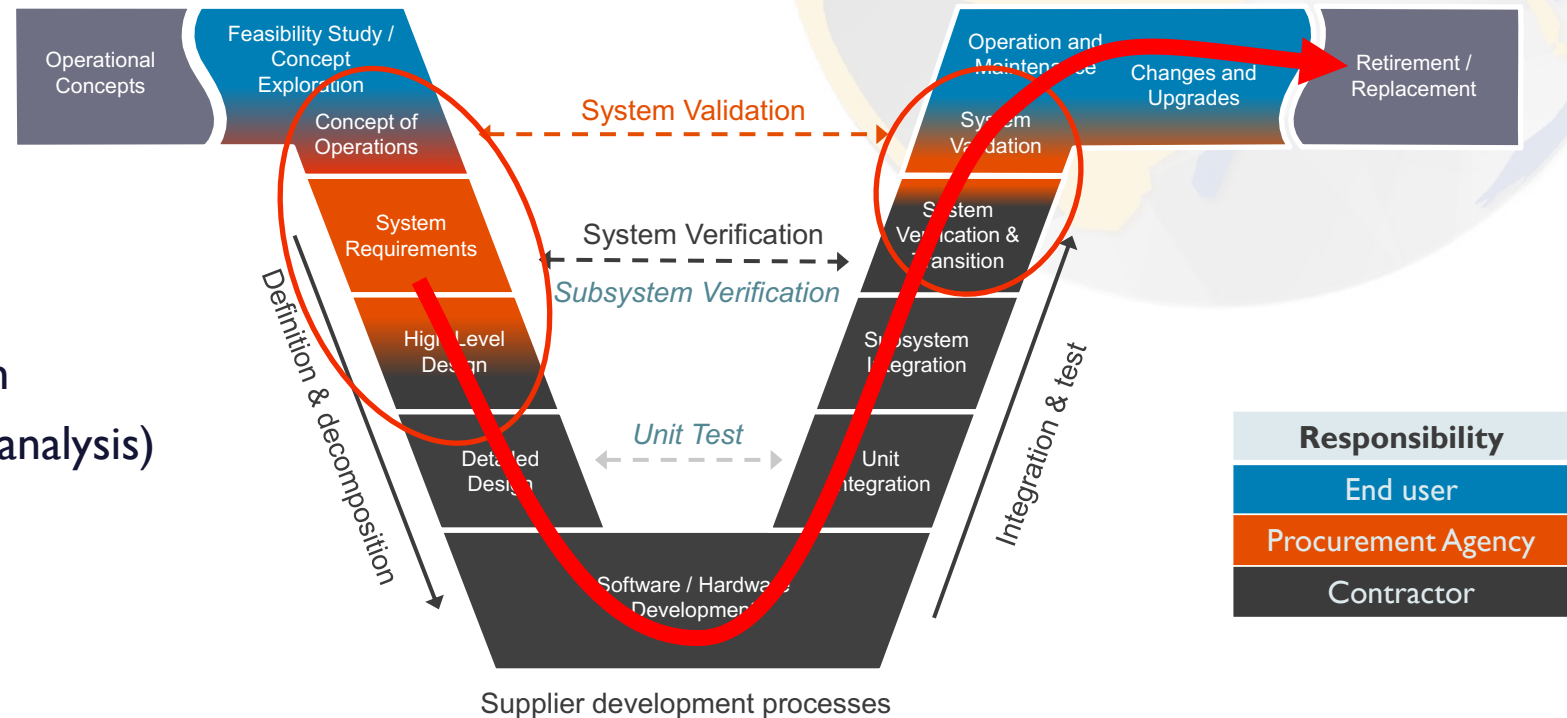 Operational
Concepts
Feasibility Study /
Concept
Exploration
Concept of
Operations
System
Requirements
High Level
Design
Detailed
Design
Software / Hardware
Development
Supplier development processes
Definition & decomposition
System Validation
System Verification
Subsystem Verification
Unit Test
Unit
Integration
Subsystem
Integration
System
Verification &
Transition
System
Validation
Operation and
Maintenance
Changes and
Upgrades
Retirement /
Replacement
Integration & test
n
analysis)
Responsibility
End user
Procurement Agency
Contractor